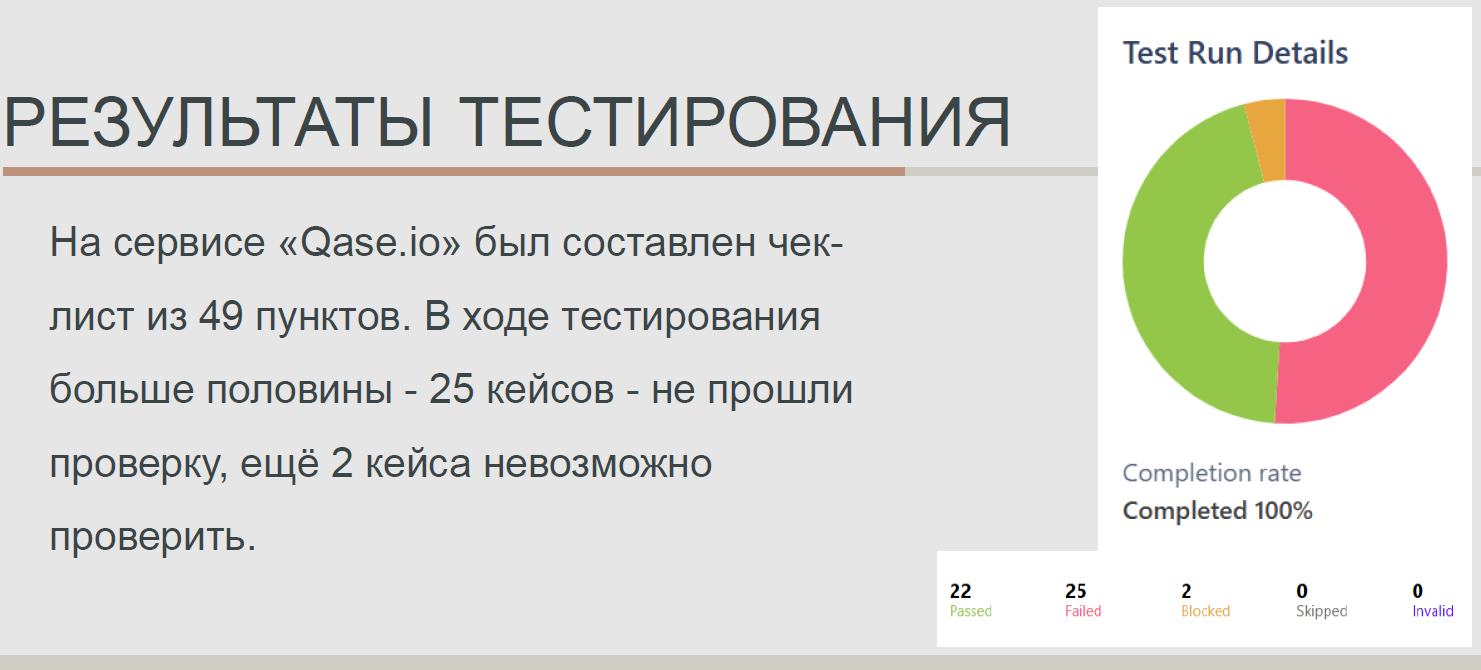 РЕЗУЛЬТАТЫ ТЕСТИРОВАНИЯ
На сервисе «Qase.io» был составлен чек-
лист из 49 пунктов. В ходе тестирования
больше половины - 25 кейсов - не прошли
проверку, ещё 2 кейса невозможно
проверить.
Test Run Details
Completion rate
Completed 100%
22 25 2 0 0
Passed Failed Blocked Skipped Invalid